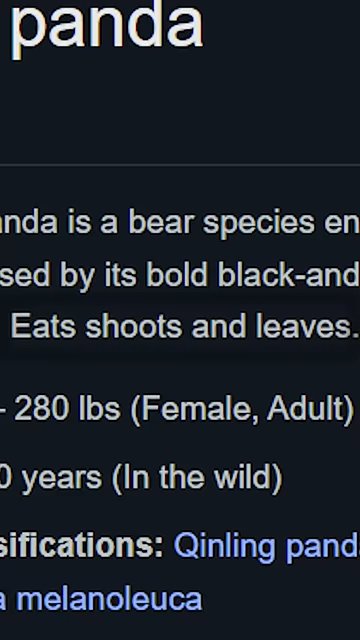 panda
anda is a bear species en
sed by its bold black-and
Eats shoots and leaves.
- 280 lbs (Female, Adult)
0 years (In the wild)
sifications: Qinling panda
a melanoleuca